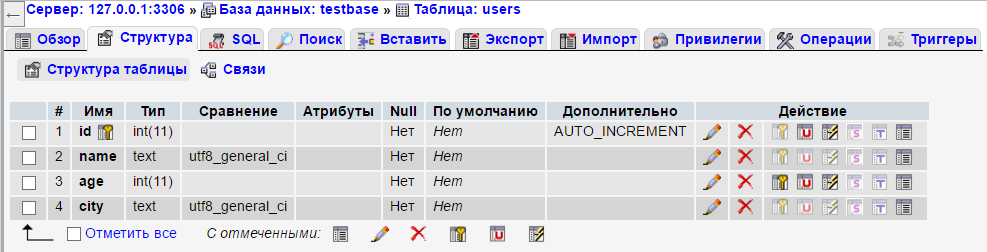 Сервер: 127.0.0.1:3306 » База данных: testbase » Таблица: users
Обзор Структура SQL Поиск Вставить Экспорт Импорт Привилегии Операции Триггеры
Структура таблицы Связи
# Имя Тип Сравнение Атрибуты Null По умолчанию Дополнительно Действие
1 id int(11) Нет Нет AUTO_INCREMENT
2 name text utf8_general_ci Нет Нет
3 age int(11) Нет Нет
4 city text utf8_general_ci Нет Нет
Отметить все С отмеченными: